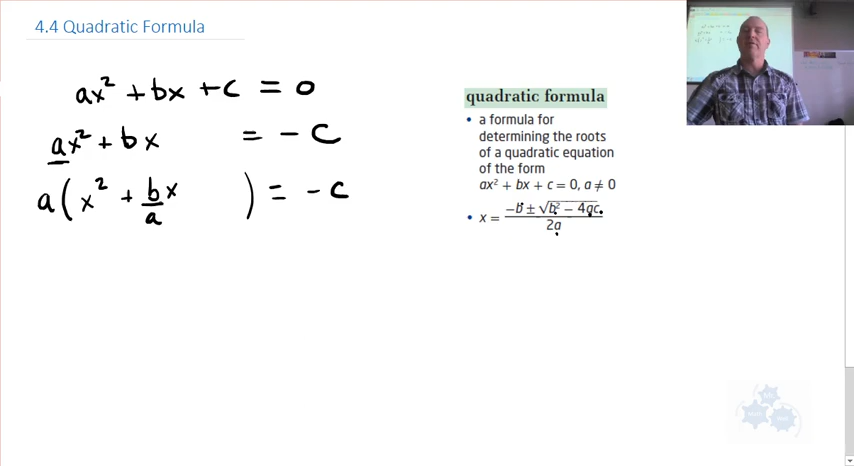 4.4 Quadratic Formula
ax² + bx + c = 0
ax² + bx = - c
a(x² + b/a x ) = - c
quadratic formula
• a formula for
determining the roots
of a quadratic equation
of the form
ax² + bx + c = 0, a ≠ 0
• x = (−b ± √(b² − 4ac))/2a